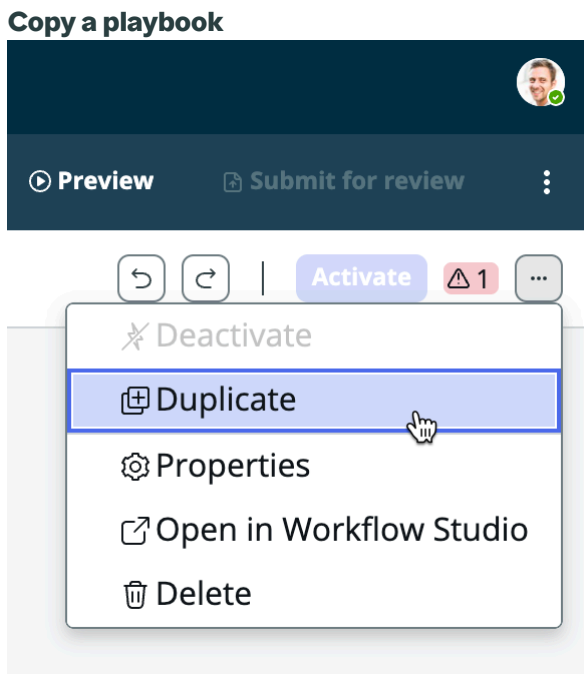 Copy a playbook
Preview
Submit for review
Activate
1
Deactivate
Duplicate
Properties
Open in Workflow Studio
Delete